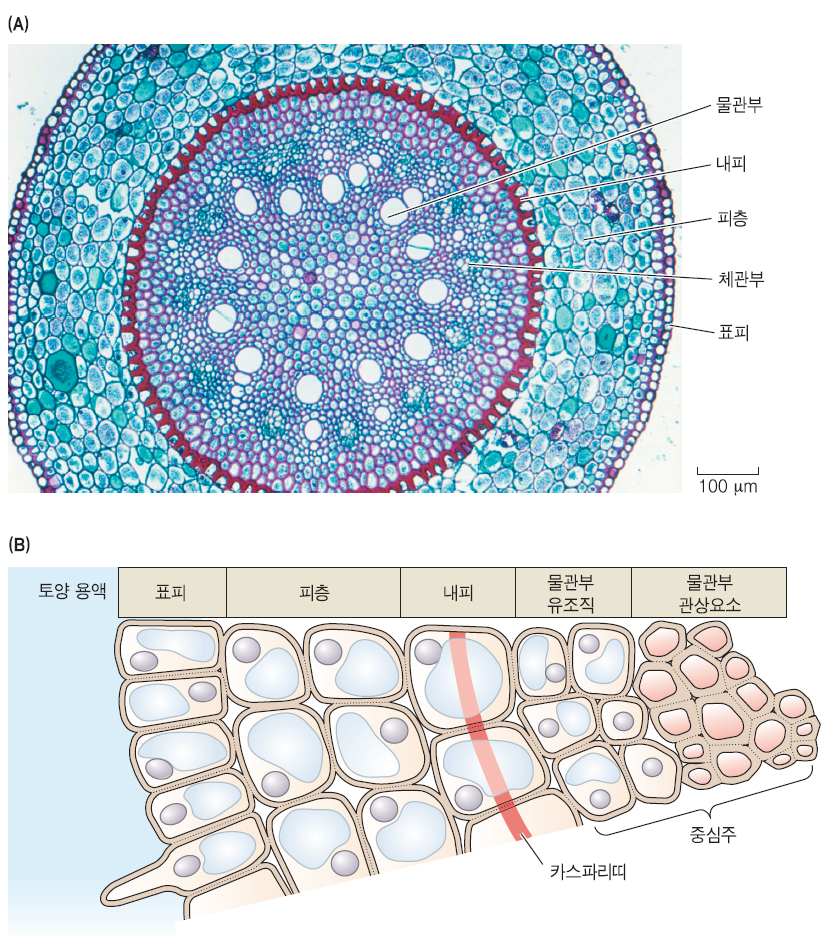 (A)
물관부
내피
피층
체관부
표피
100 μm
(B)
토양 용액
표피
피층
내피
물관부
유조직
물관부
관상요소
중심주
카스파리띠